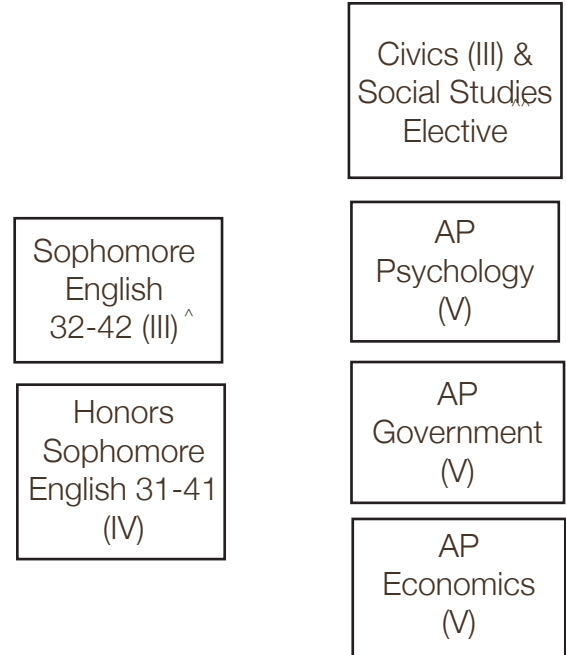 Civics (III) &
Social Studies
Elective ^^
AP
Psychology
(V)
AP
Government
(V)
AP
Economics
(V)
Sophomore
English
32-42 (III) ^
Honors
Sophomore
English 31-41
(IV)